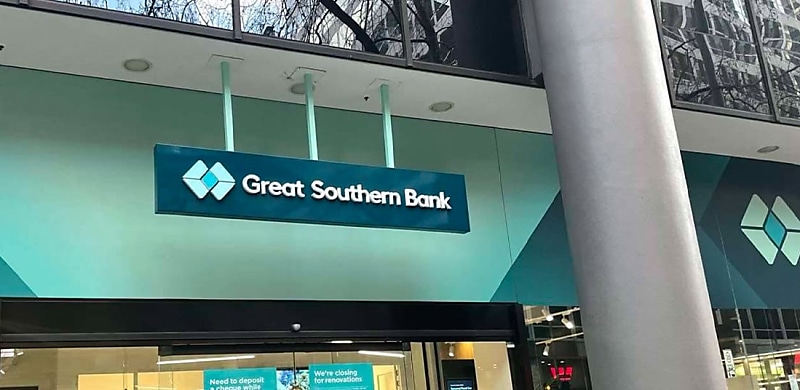 Great Southern Bank
Need to deposit
a cheque while
We're closing
for renovations